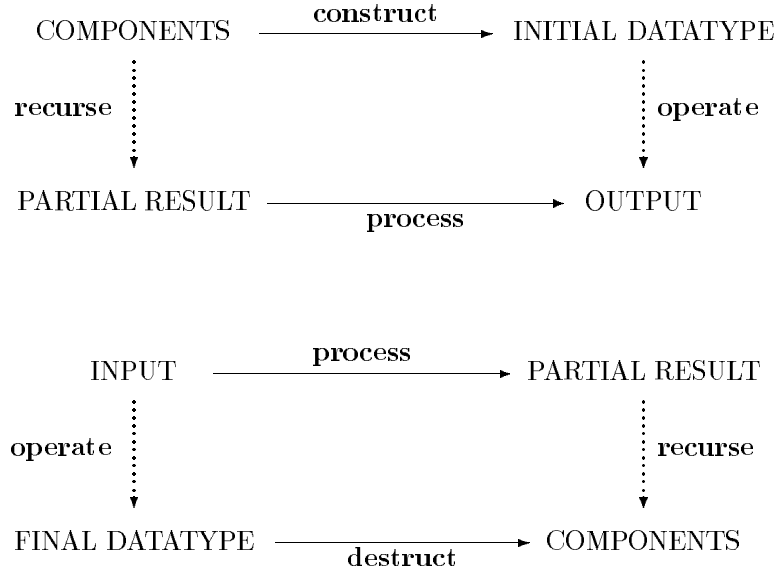 construct
COMPONENTS INITIAL DATATYPE
recurse operate
PARTIAL RESULT OUTPUT
process
process
INPUT PARTIAL RESULT
operate recurse
FINAL DATATYPE COMPONENTS
destruct